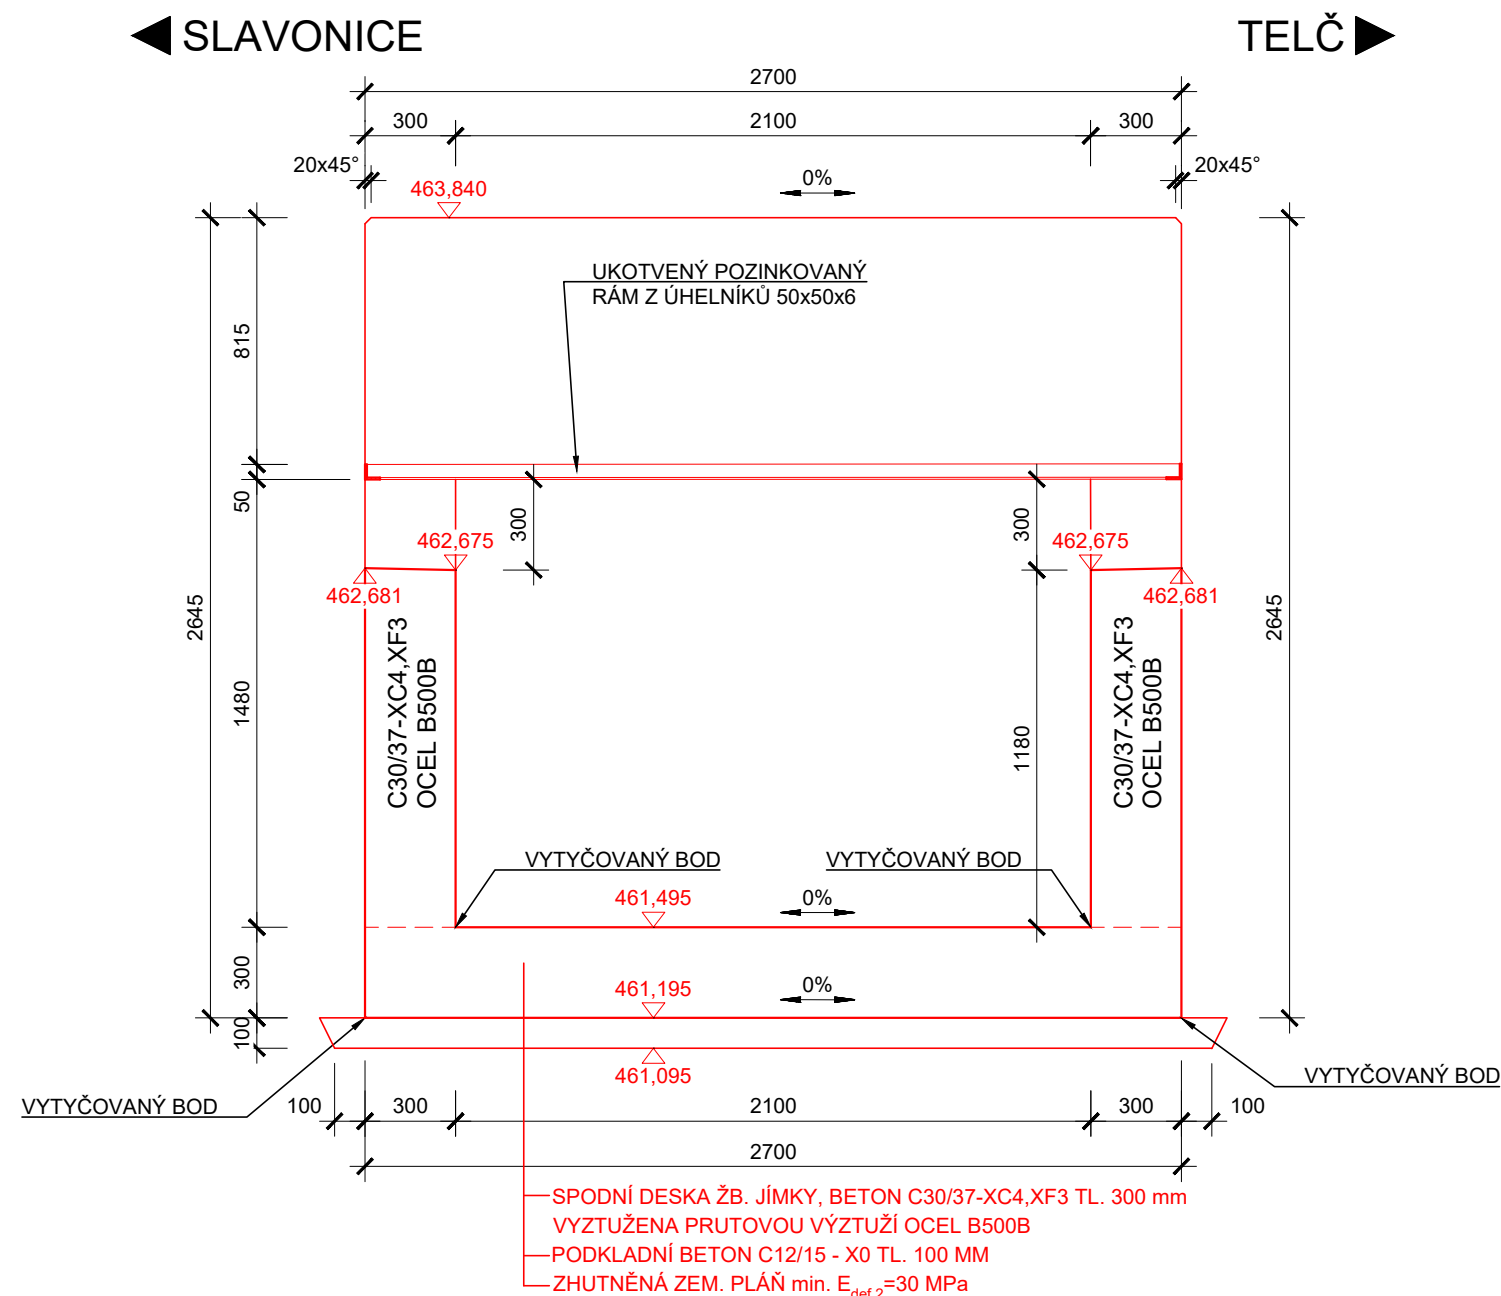 SLAVONICE
TELČ
2700
300
2100
300
20x45°
20x45°
463,840
0%
UKOTVENÝ POZINKOVANÝ
RÁM Z ÚHELNÍKŮ 50x50x6
815
50
300
300
462,675
462,675
462,681
462,681
2645
2645
1480
C30/37-XC4,XF3
OCEL B500B
C30/37-XC4,XF3
OCEL B500B
1180
VYTYČOVANÝ BOD
VYTYČOVANÝ BOD
461,495
0%
300
461,195
0%
100
461,095
VYTYČOVANÝ BOD
VYTYČOVANÝ BOD
100
300
2100
300
100
2700
SPODNÍ DESKA ŽB. JÍMKY, BETON C30/37-XC4,XF3 TL. 300 mm
VYZTUŽENA PRUTOVOU VÝZTUŽÍ OCEL B500B
PODKLADNÍ BETON C12/15 - X0 TL. 100 MM
ZHUTNĚNÁ ZEM. PLÁŇ min. Edef,2=30 MPa